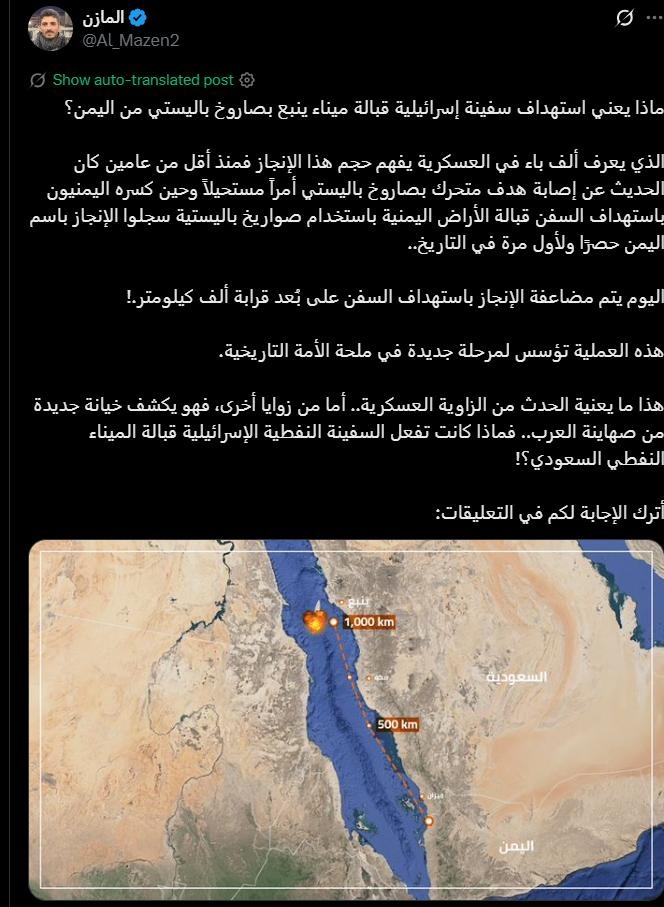 المازن
@Al_Mazen2
Show auto-translated post
ماذا يعني استهداف سفينة إسرائيلية قبالة ميناء ينبع بصاروخ باليستي من اليمن؟
الذي يعرف ألف باء في العسكرية يفهم حجم هذا الإنجاز فمنذ أقل من عامين كان
الحديث عن إصابة هدف متحرك بصاروخ باليستي أمراً مستحيلاً وحين كسره اليمنيون
باستهداف السفن قبالة الأراض اليمنية باستخدام صواريخ باليستية سجلوا الإنجاز باسم
اليمن حصرًا ولأول مرة في التاريخ..
اليوم يتم مضاعفة الإنجاز باستهداف السفن على بُعد قرابة ألف كيلومتر.!
هذه العملية تؤسس لمرحلة جديدة في ملحة الأمة التاريخية.
هذا ما يعنية الحدث من الزاوية العسكرية.. أما من زوايا أخرى، فهو يكشف خيانة جديدة
من صهاينة العرب.. فماذا كانت تفعل السفينة النفطية الإسرائيلية قبالة الميناء
النفطي السعودي؟!
أترك الإجابة لكم في التعليقات:
ينبع
1,000 km
السعودية
500 km
جيزان
اليمن